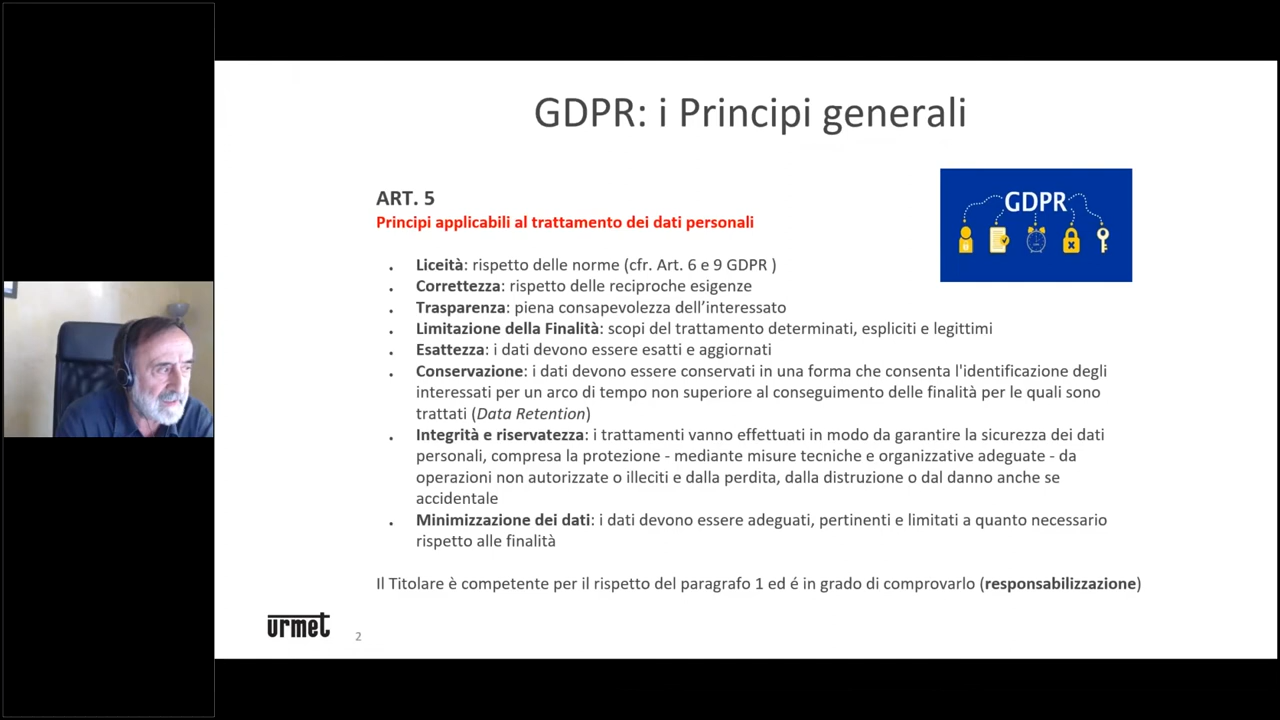 GDPR: i Principi generali
ART. 5
Principi applicabili al trattamento dei dati personali
GDPR
. Liceità: rispetto delle norme (cfr. Art. 6 e 9 GDPR )
. Correttezza: rispetto delle reciproche esigenze
. Trasparenza: piena consapevolezza dell’interessato
. Limitazione della Finalità: scopi del trattamento determinati, espliciti e legittimi
. Esattezza: i dati devono essere esatti e aggiornati
. Conservazione: i dati devono essere conservati in una forma che consenta l'identificazione degli
interessati per un arco di tempo non superiore al conseguimento delle finalità per le quali sono
trattati (Data Retention)
. Integrità e riservatezza: i trattamenti vanno effettuati in modo da garantire la sicurezza dei dati
personali, compresa la protezione - mediante misure tecniche e organizzative adeguate - da
operazioni non autorizzate o illeciti e dalla perdita, dalla distruzione o dal danno anche se
accidentale
. Minimizzazione dei dati: i dati devono essere adeguati, pertinenti e limitati a quanto necessario
rispetto alle finalità
Il Titolare è competente per il rispetto del paragrafo 1 ed é in grado di comprovarlo (responsabilizzazione)
urmet
2